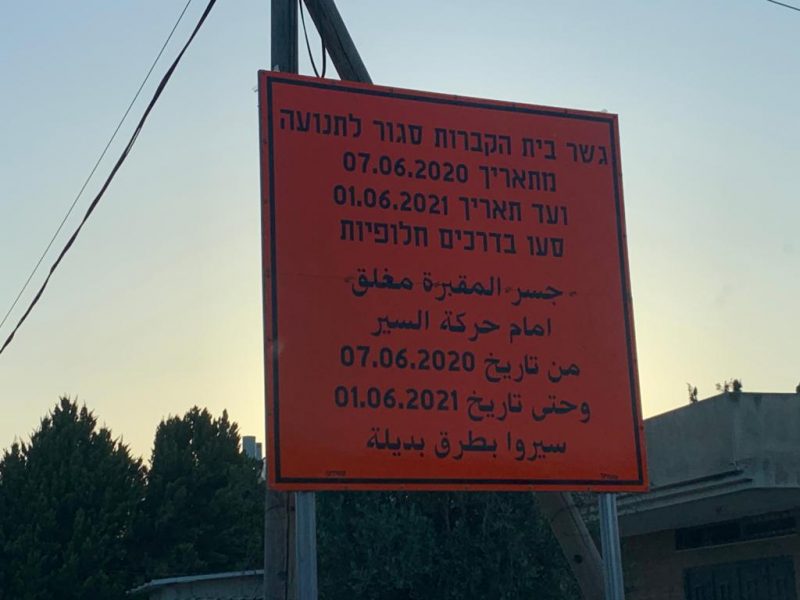 גשר בית הקברות סגור לתנועה
מתאריך 07.06.2020
ועד תאריך 01.06.2021
סעו בדרכים חלופיות
جسر المقبرة مغلق
امام حركة السير
من تاريخ 07.06.2020
وحتى تاريخ 01.06.2021
سيروا بطرق بديلة